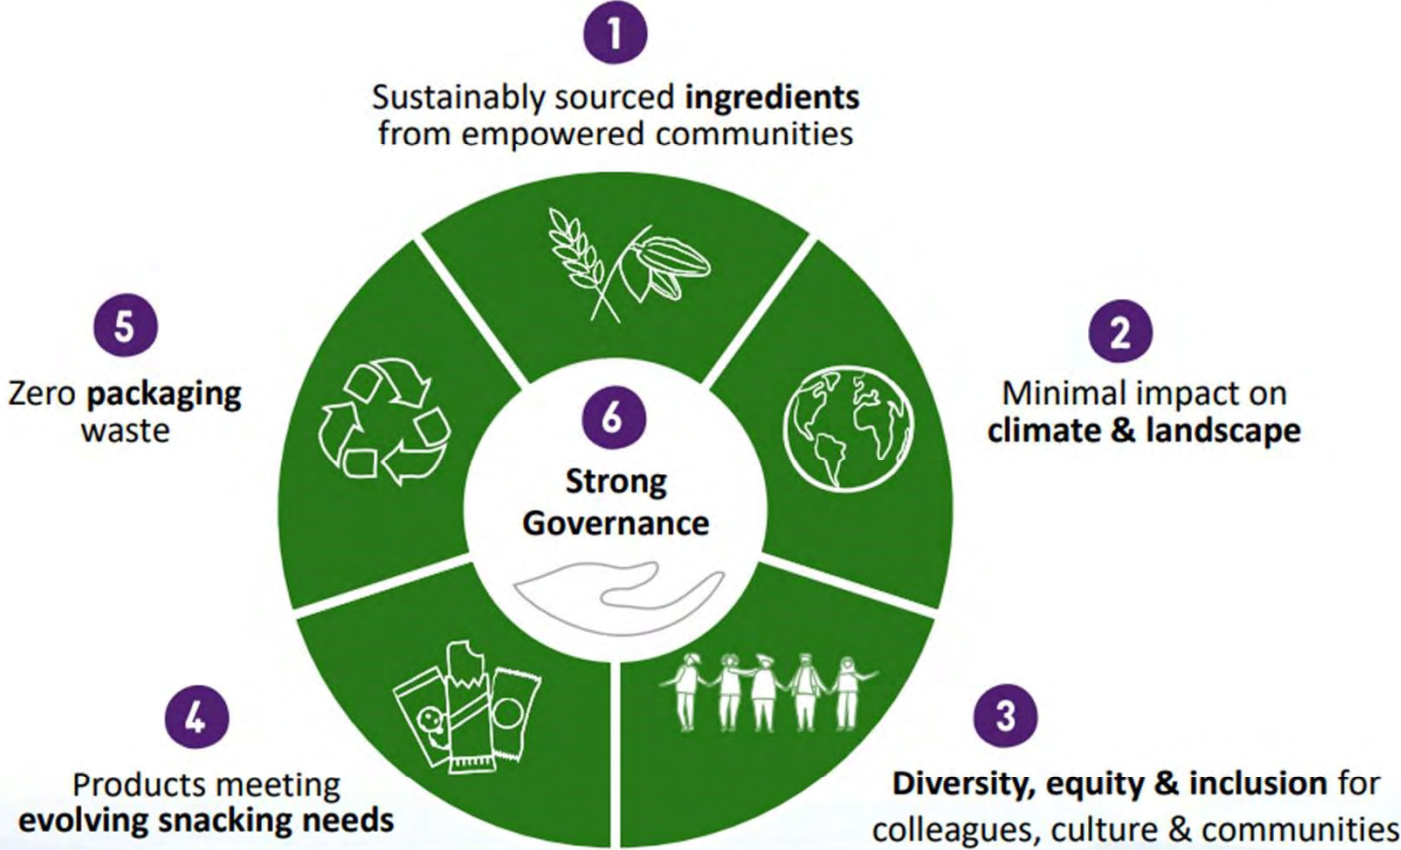 1
Sustainably sourced ingredients
from empowered communities
2
Minimal impact on
climate & landscape
3
Diversity, equity & inclusion for
colleagues, culture & communities
4
Products meeting
evolving snacking needs
5
Zero packaging
waste
6
Strong
Governance